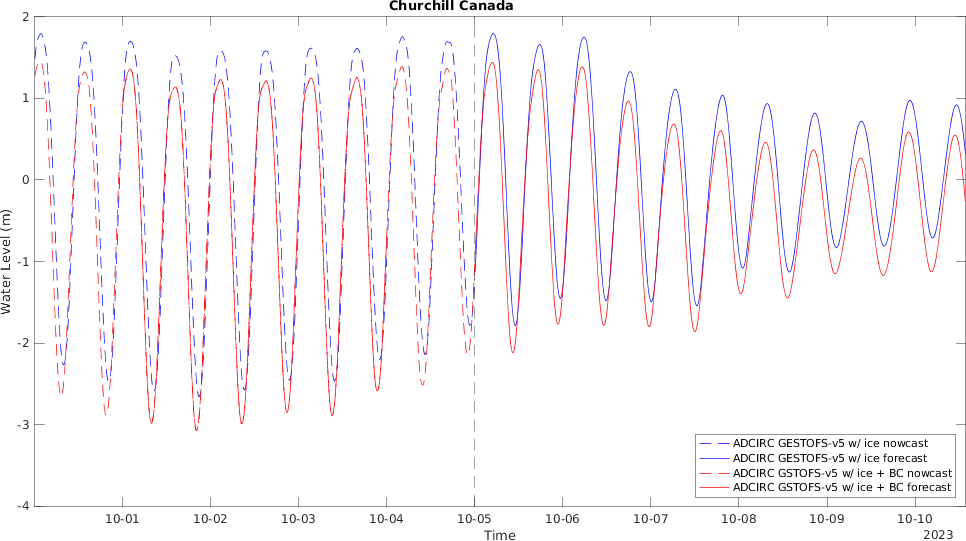 Churchill Canada
2
1
0
-1
-2
-3
-4
Water Level (m)
ADCIRC GESTOFS-v5 w/ ice nowcast
ADCIRC GESTOFS-v5 w/ ice forecast
ADCIRC GSTOFS-v5 w/ ice + BC nowcast
ADCIRC GSTOFS-v5 w/ ice + BC forecast
10-01 10-02 10-03 10-04 10-05 10-06 10-07 10-08 10-09 10-10
Time
2023